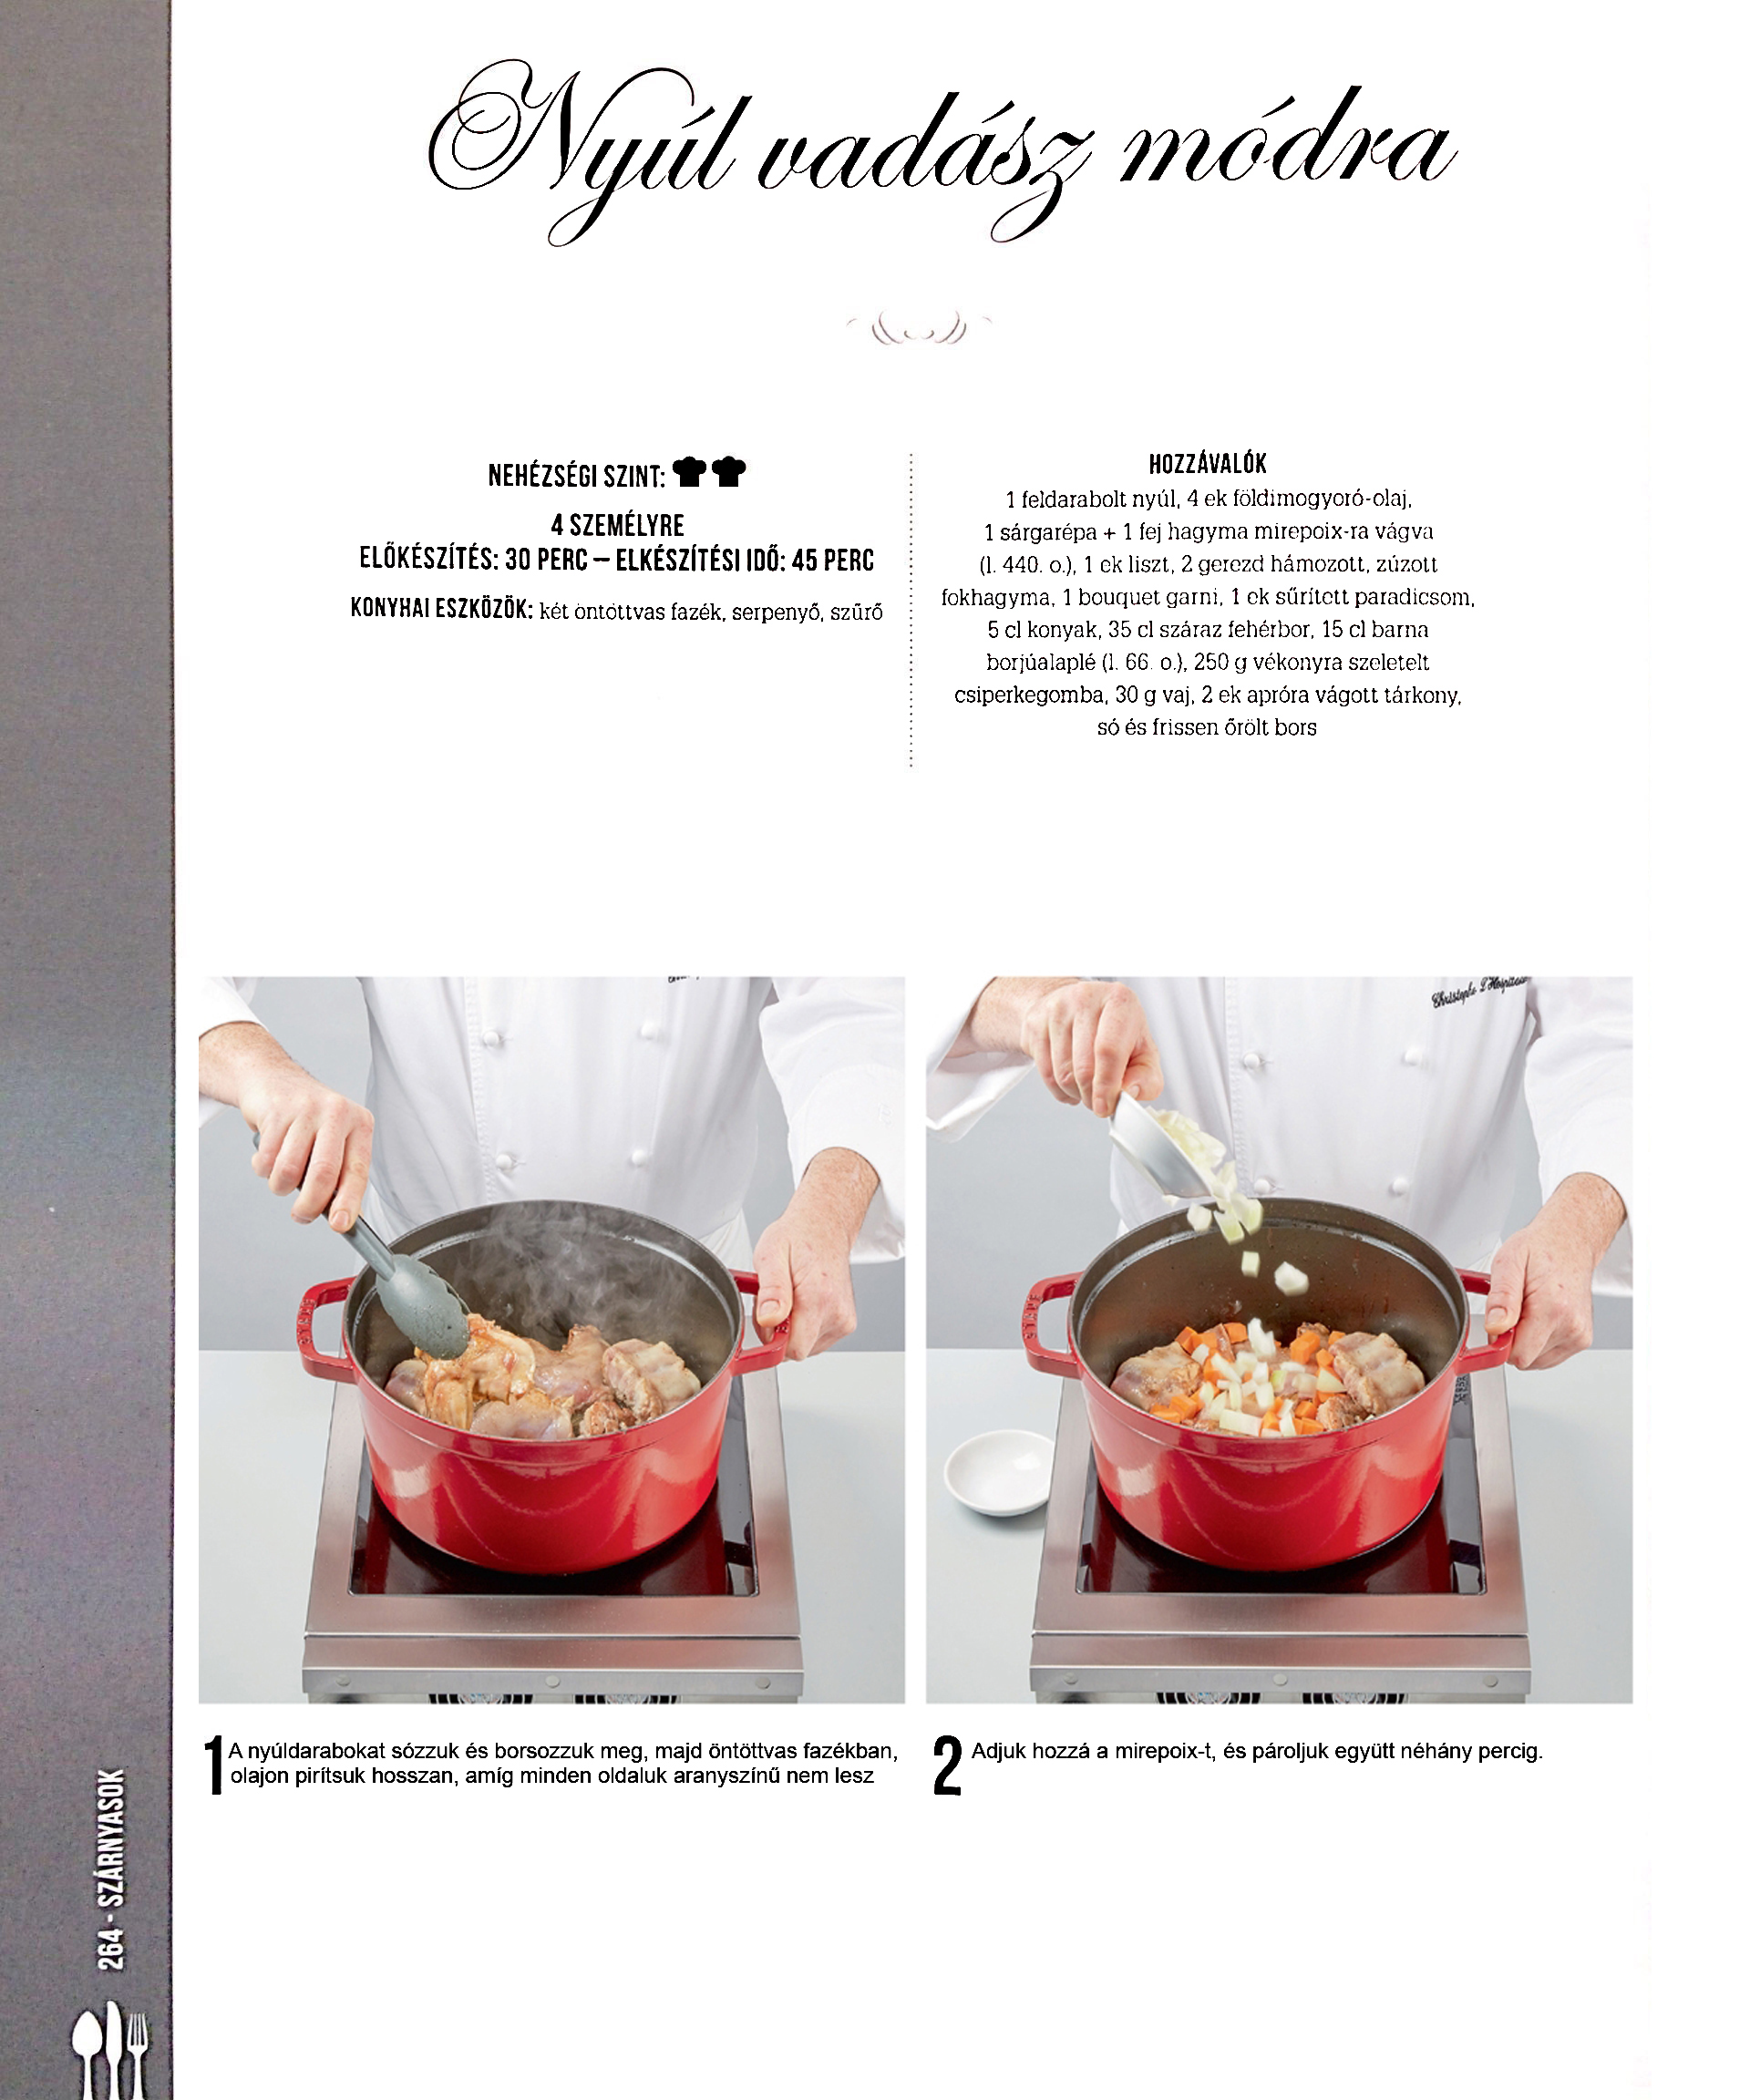 Nyúl vadász módra
NEHÉZSÉGI SZINT:
4 SZEMÉLYRE
ELŐKÉSZÍTÉS: 30 PERC – ELKÉSZÍTÉSI IDŐ: 45 PERC
KONYHAI ESZKÖZÖK: két öntöttvas fazék, serpenyő, szűrő
HOZZÁVALÓK
1 feldarabolt nyúl, 4 ek földimogyoró-olaj,
1 sárgarépa + 1 fej hagyma mirepoix-ra vágva
(l. 440. o.), 1 ek liszt, 2 gerezd hámozott, zúzott
fokhagyma, 1 bouquet garni, 1 ek sűrített paradicsom,
5 cl konyak, 35 cl száraz fehérbor, 15 cl barna
borjúalaplé (l. 66. o.), 250 g vékonyra szeletelt
csiperkegomba, 30 g vaj, 2 ek apróra vágott tárkony,
só és frissen őrölt bors
Christophe L'Hospitalier
1 A nyúldarabokat sózzuk és borsozzuk meg, majd öntöttvas fazékban,
olajon pirítsuk hosszan, amíg minden oldaluk aranyszínű nem lesz
2 Adjuk hozzá a mirepoix-t, és pároljuk együtt néhány percig.
264 - SZÁRNYASOK